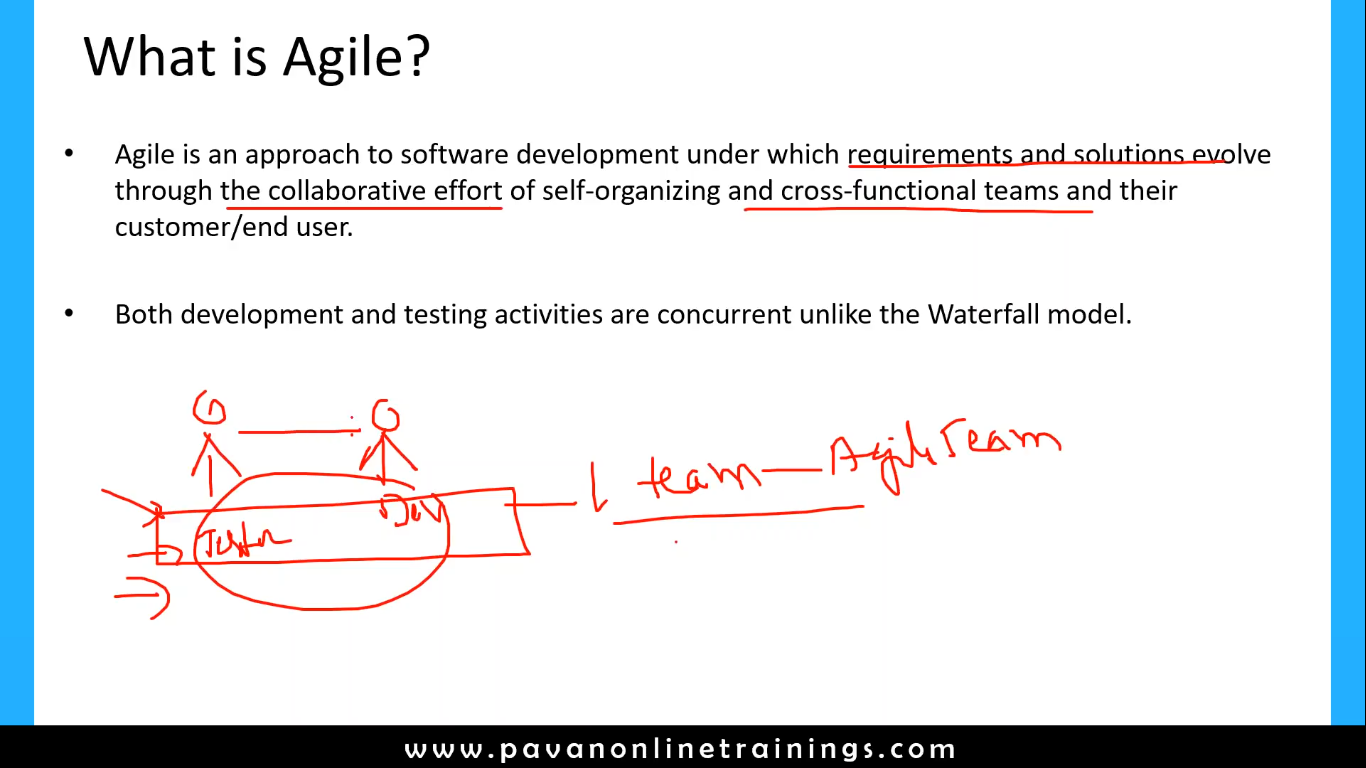 What is Agile?
• Agile is an approach to software development under which requirements and solutions evolve
through the collaborative effort of self-organizing and cross-functional teams and their
customer/end user.
• Both development and testing activities are concurrent unlike the Waterfall model.
1 team — Agile Team
Dev
Tester
www.pavanonlinetrainings.com